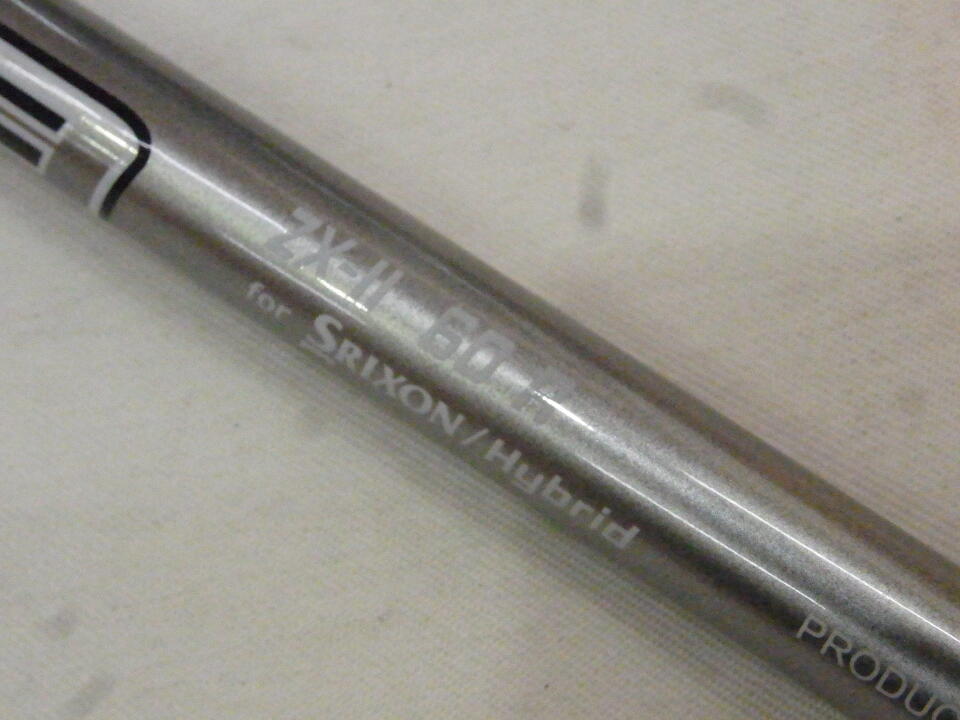 ZX-II 60
for SRIXON/Hybrid
PRODUC